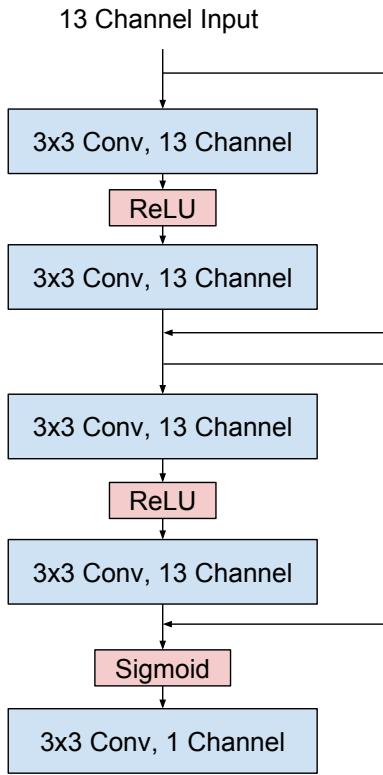 13 Channel Input
3x3 Conv, 13 Channel
ReLU
3x3 Conv, 13 Channel
3x3 Conv, 13 Channel
ReLU
3x3 Conv, 13 Channel
Sigmoid
3x3 Conv, 1 Channel